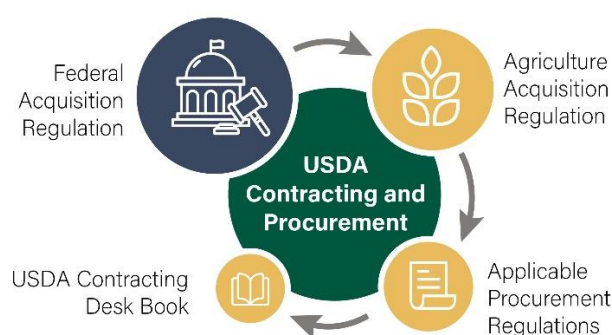 Federal
Acquisition
Regulation
Agriculture
Acquisition
Regulation
USDA
Contracting and
Procurement
USDA Contracting
Desk Book
Applicable
Procurement
Regulations